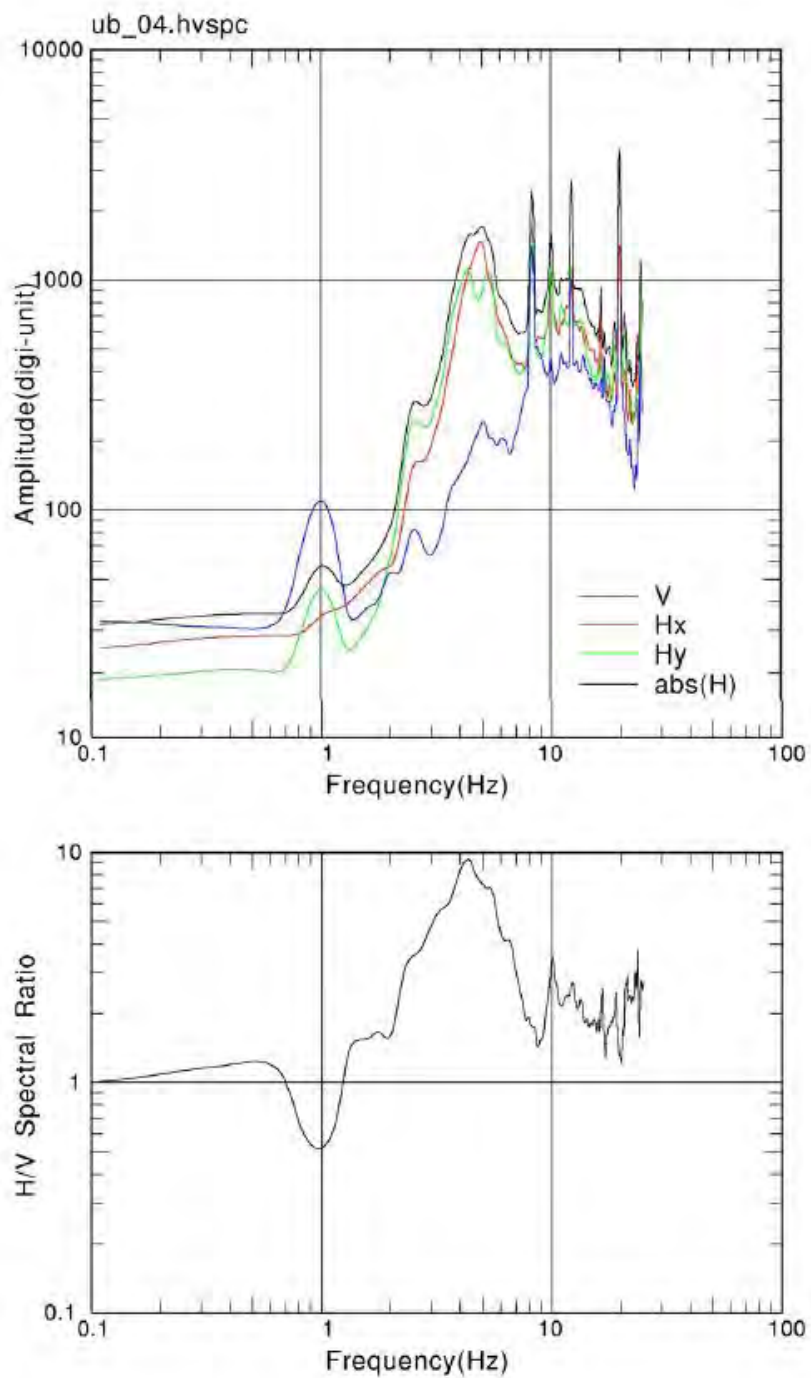 ub_04.hvspc
10000
1000
100
10
Amplitude(digi-unit)
V
Hx
Hy
abs(H)
0.1
1
10
100
Frequency(Hz)
10
1
0.1
H/V Spectral Ratio
0.1
1
10
100
Frequency(Hz)